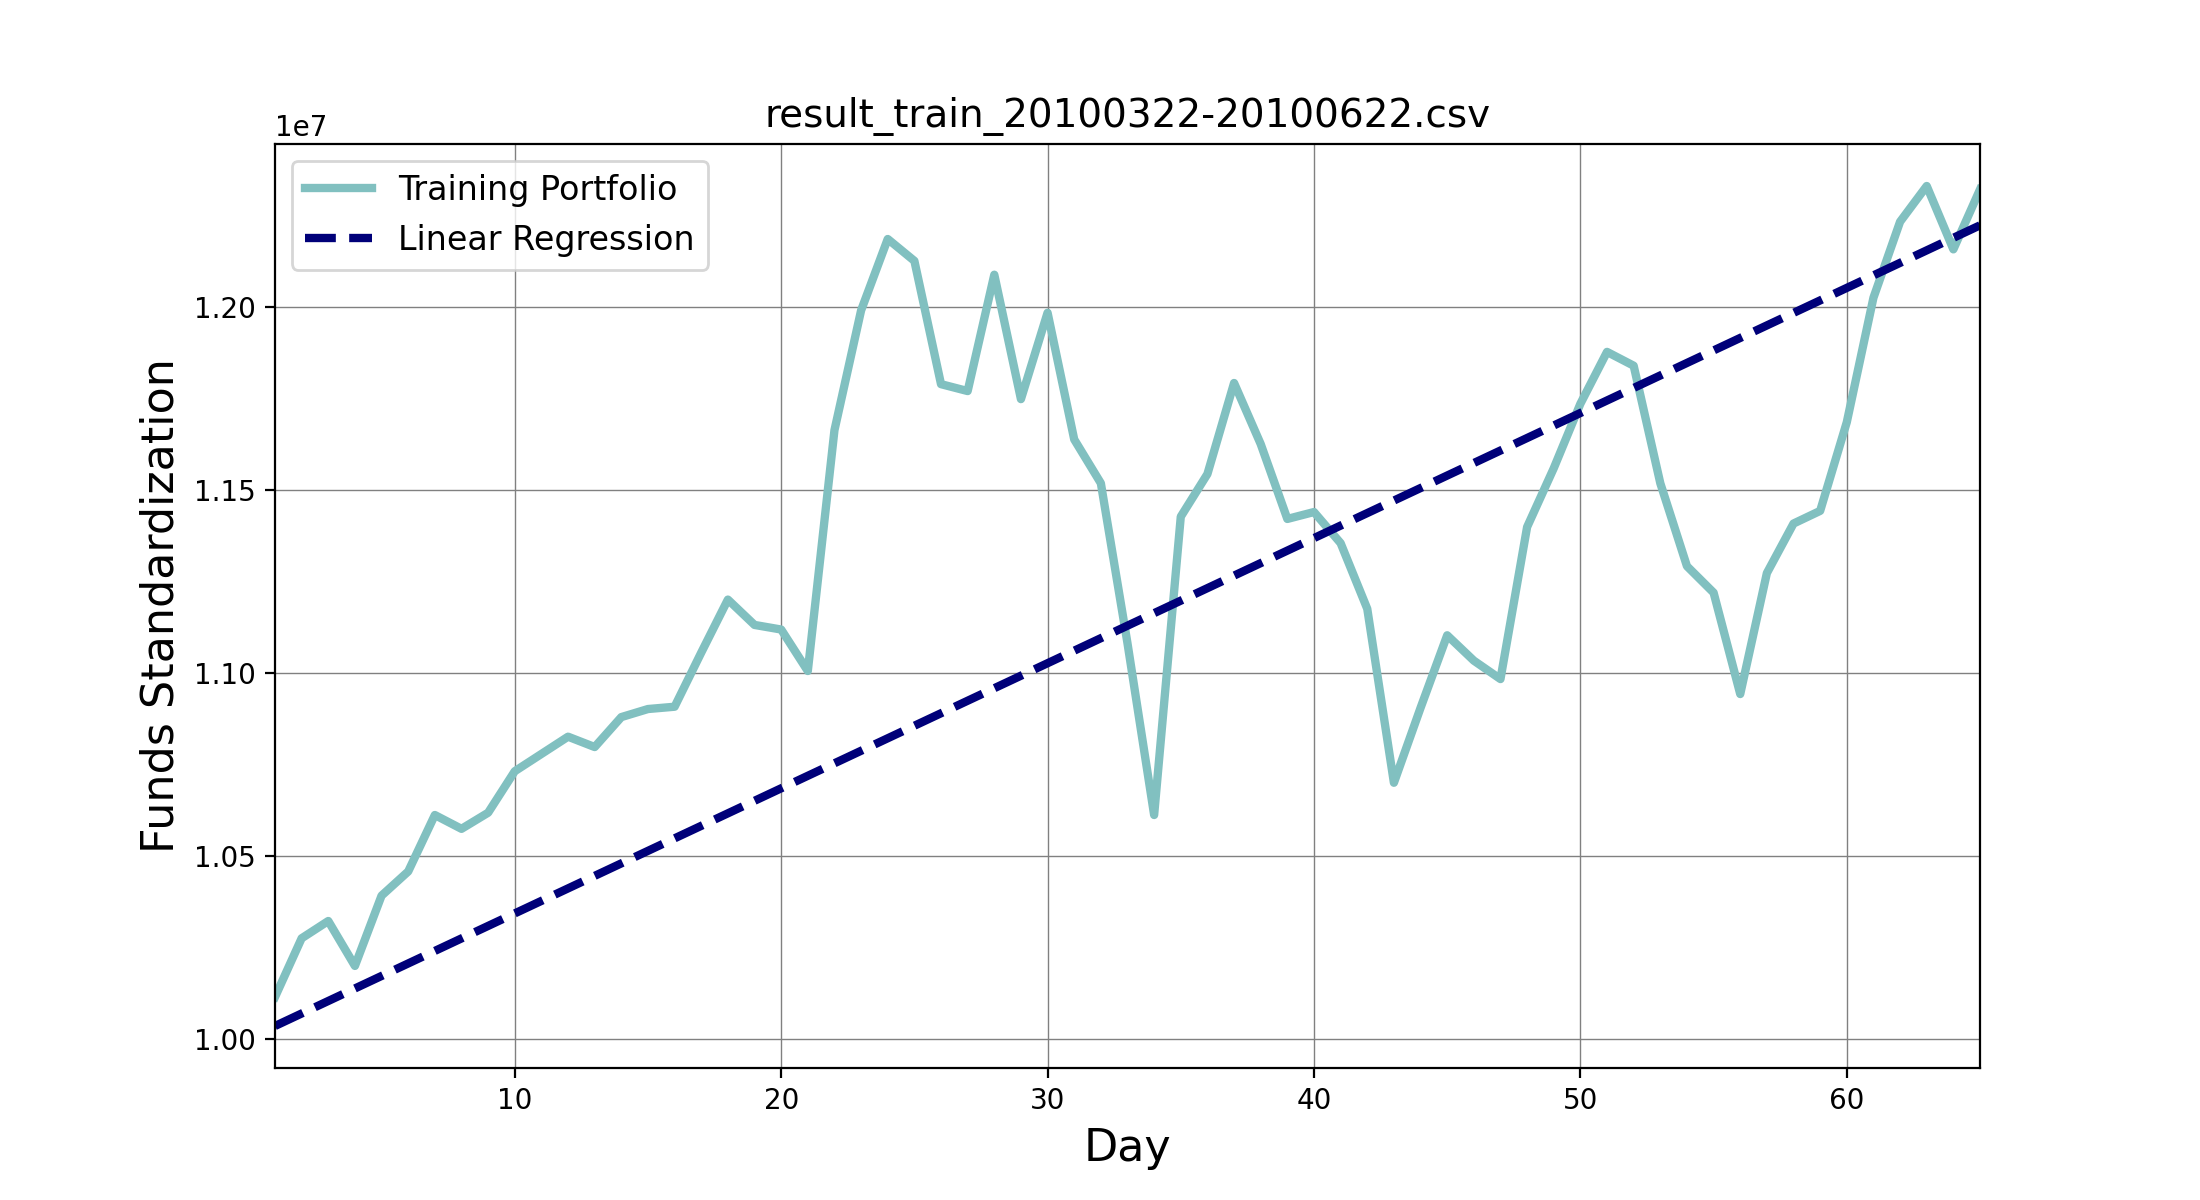 result_train_20100322-20100622.csv
1e7
Training Portfolio
Linear Regression
Funds Standardization
1.20
1.15
1.10
1.05
1.00
10 20 30 40 50 60
Day